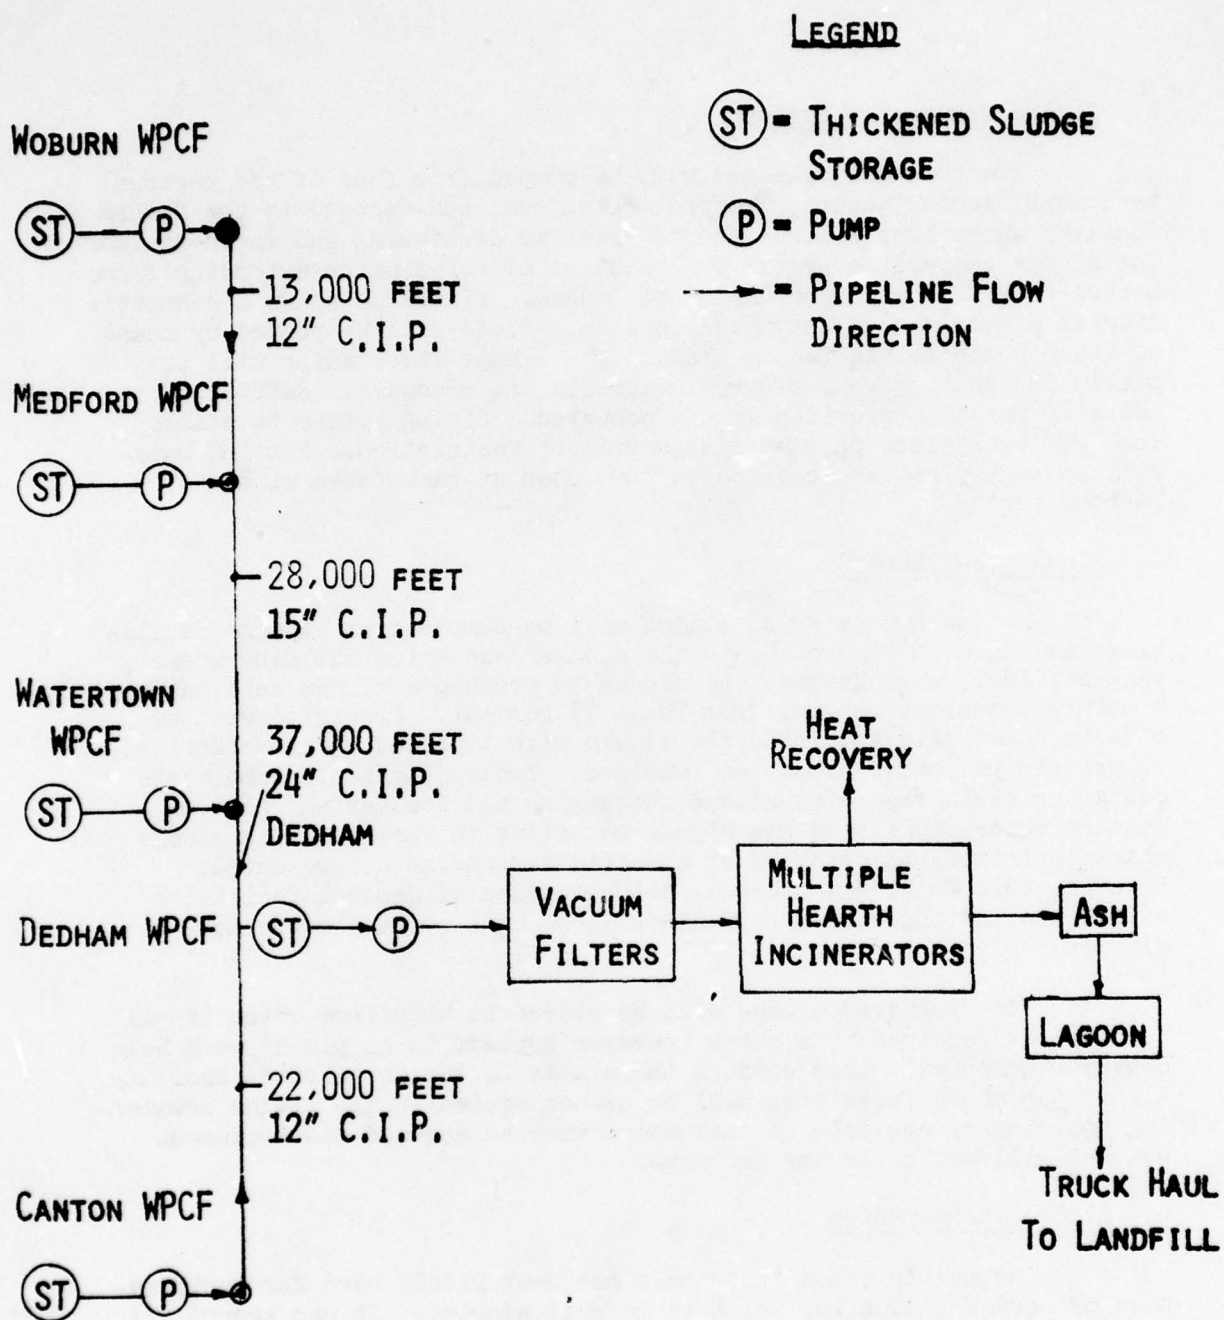 LEGEND
ST = THICKENED SLUDGE
STORAGE
P = PUMP
= PIPELINE FLOW
DIRECTION
WOBURN WPCF
ST P
13,000 FEET
12" C.I.P.
MEDFORD WPCF
ST P
28,000 FEET
15" C.I.P.
WATERTOWN
WPCF
ST P
37,000 FEET
24" C.I.P.
DEDHAM
DEDHAM WPCF
ST P
VACUUM
FILTERS
HEAT
RECOVERY
MULTIPLE
HEARTH
INCINERATORS
ASH
LAGOON
TRUCK HAUL
TO LANDFILL
22,000 FEET
12" C.I.P.
CANTON WPCF
ST P